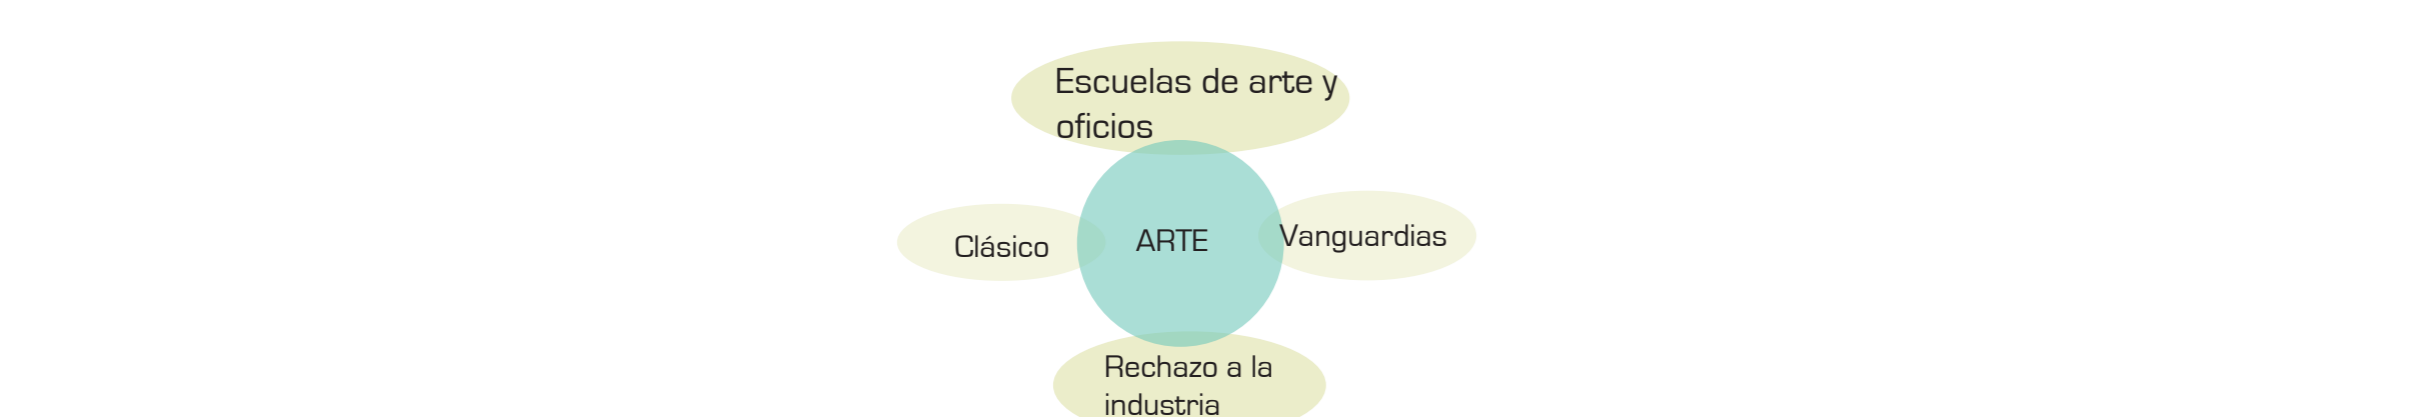 Escuelas de arte y
oficios
Clásico
ARTE
Vanguardias
Rechazo a la
industria